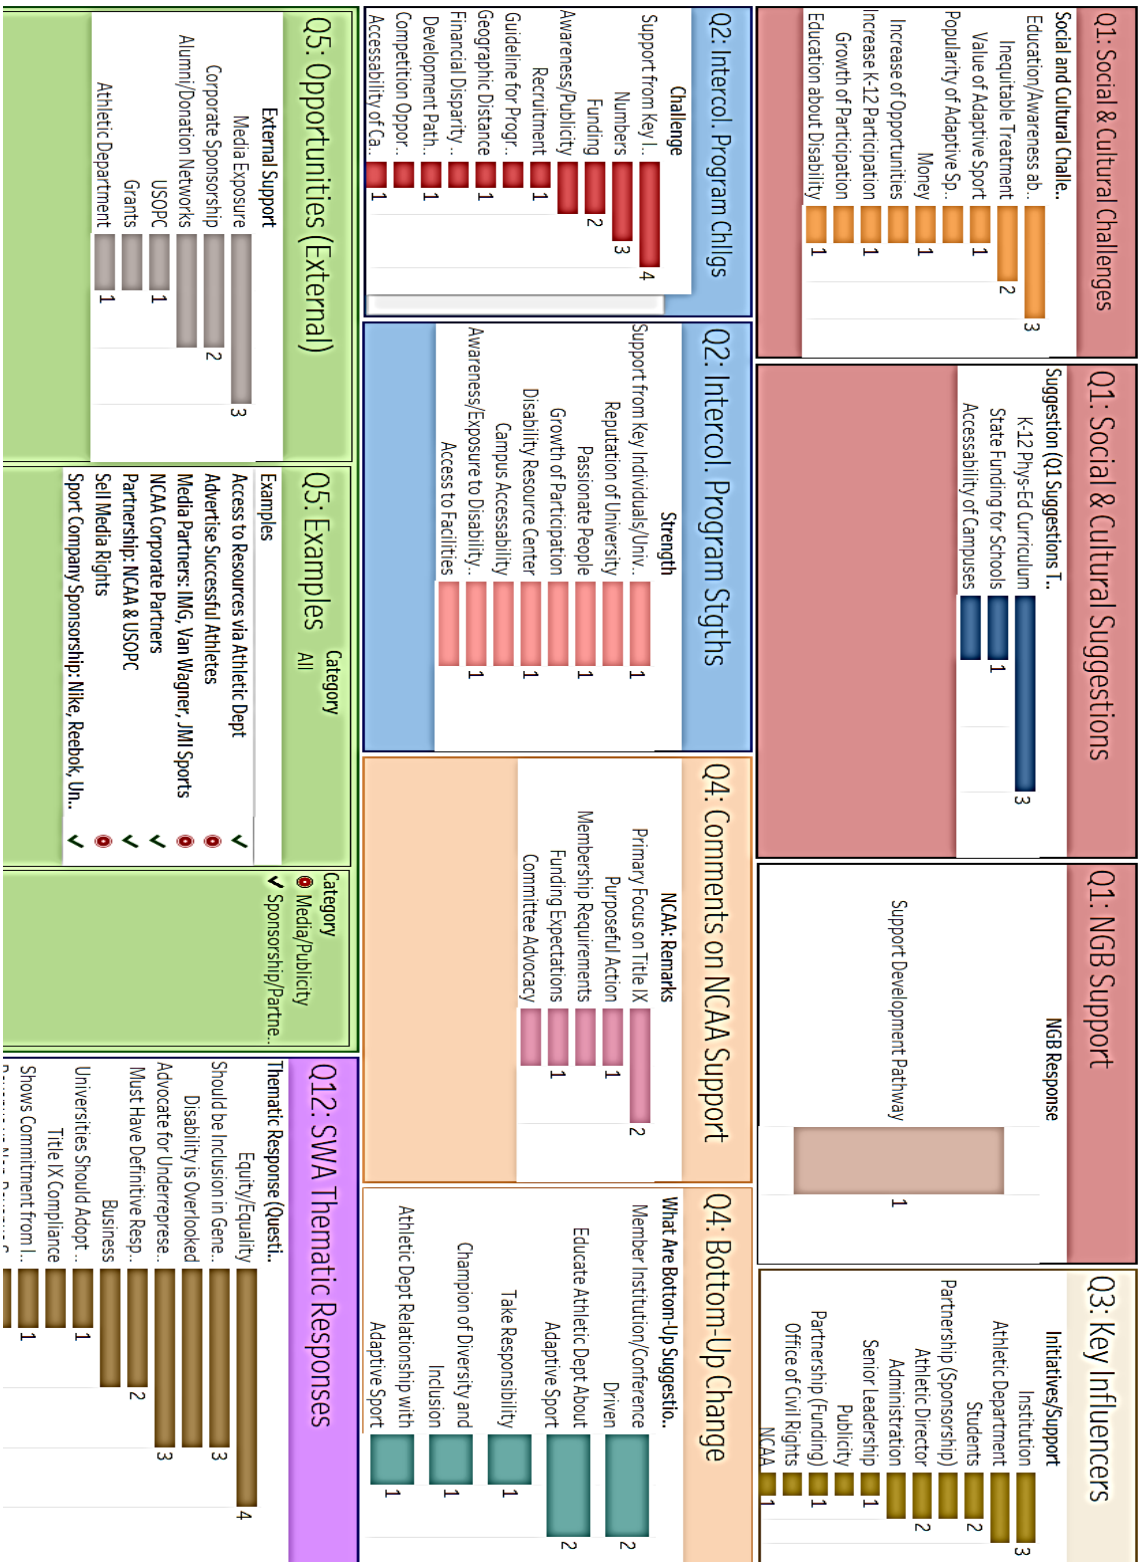 Q1: Social & Cultural Challenges
Social and Cultural Challe..
Education/Awareness ab..
3
Inequitable Treatment
2
Value of Adaptive Sport
1
Popularity of Adaptive Sp..
Money
1
Increase of Opportunities
Increase K-12 Participation
1
Growth of Participation
Education about Disability
1
Q1: Social & Cultural Suggestions
Suggestion (Q1 Suggestions T..
K-12 Phys-Ed Curriculum
3
State Funding for Schools
1
Accessability of Campuses
Q1: NGB Support
NGB Response
Support Development Pathway
1
Q3: Key Influencers
Initiatives/Support
Institution
3
Athletic Department
Students
2
Partnership (Sponsorship)
Athletic Director
2
Administration
Senior Leadership
1
Publicity
Partnership (Funding)
1
Office of Civil Rights
NCAA
1
Q2: Intercol. Program Chllgs
Challenge
Support from Key I..
4
Numbers
3
Funding
2
Awareness/Publicity
Recruitment
1
Guideline for Progr..
Geographic Distance
1
Financial Disparity ..
Development Path..
1
Competition Oppor..
Accessability of Ca..
1
Q2: Intercol. Program Stgths
Strength
Support from Key Individuals/Univ..
1
Reputation of University
Passionate People
1
Growth of Participation
Disability Resource Center
1
Campus Accessability
Awareness/Exposure to Disability..
1
Access to Facilities
Q4: Comments on NCAA Support
NCAA: Remarks
Primary Focus on Title IX
2
Purposeful Action
1
Membership Requirements
Funding Expectations
1
Committee Advocacy
Q4: Bottom-Up Change
What Are Bottom-Up Suggestio..
Member Institution/Conference
Driven
2
Educate Athletic Dept About
Adaptive Sport
2
Take Responsibility
1
Champion of Diversity and
Inclusion
1
Athletic Dept Relationship with
Adaptive Sport
1
Q5: Opportunities (External)
External Support
Media Exposure
3
Corporate Sponsorship
2
Alumni/Donation Networks
USOPC
1
Grants
Athletic Department
1
Q5: Examples
Category
All
Examples
Access to Resources via Athletic Dept
Advertise Successful Athletes
Media Partners: IMG, Van Wagner, JMI Sports
NCAA Corporate Partners
Partnership: NCAA & USOPC
Sell Media Rights
Sport Company Sponsorship: Nike, Reebok, Un..
Category
Media/Publicity
Sponsorship/Partne..
Q12: SWA Thematic Responses
Thematic Response (Questi..
Equity/Equality
4
Should be Inclusion in Gene..
3
Disability is Overlooked
Advocate for Underreprese..
3
Must Have Definitive Resp..
2
Business
Universities Should Adopt ..
1
Title IX Compliance
Shows Commitment from I..
1